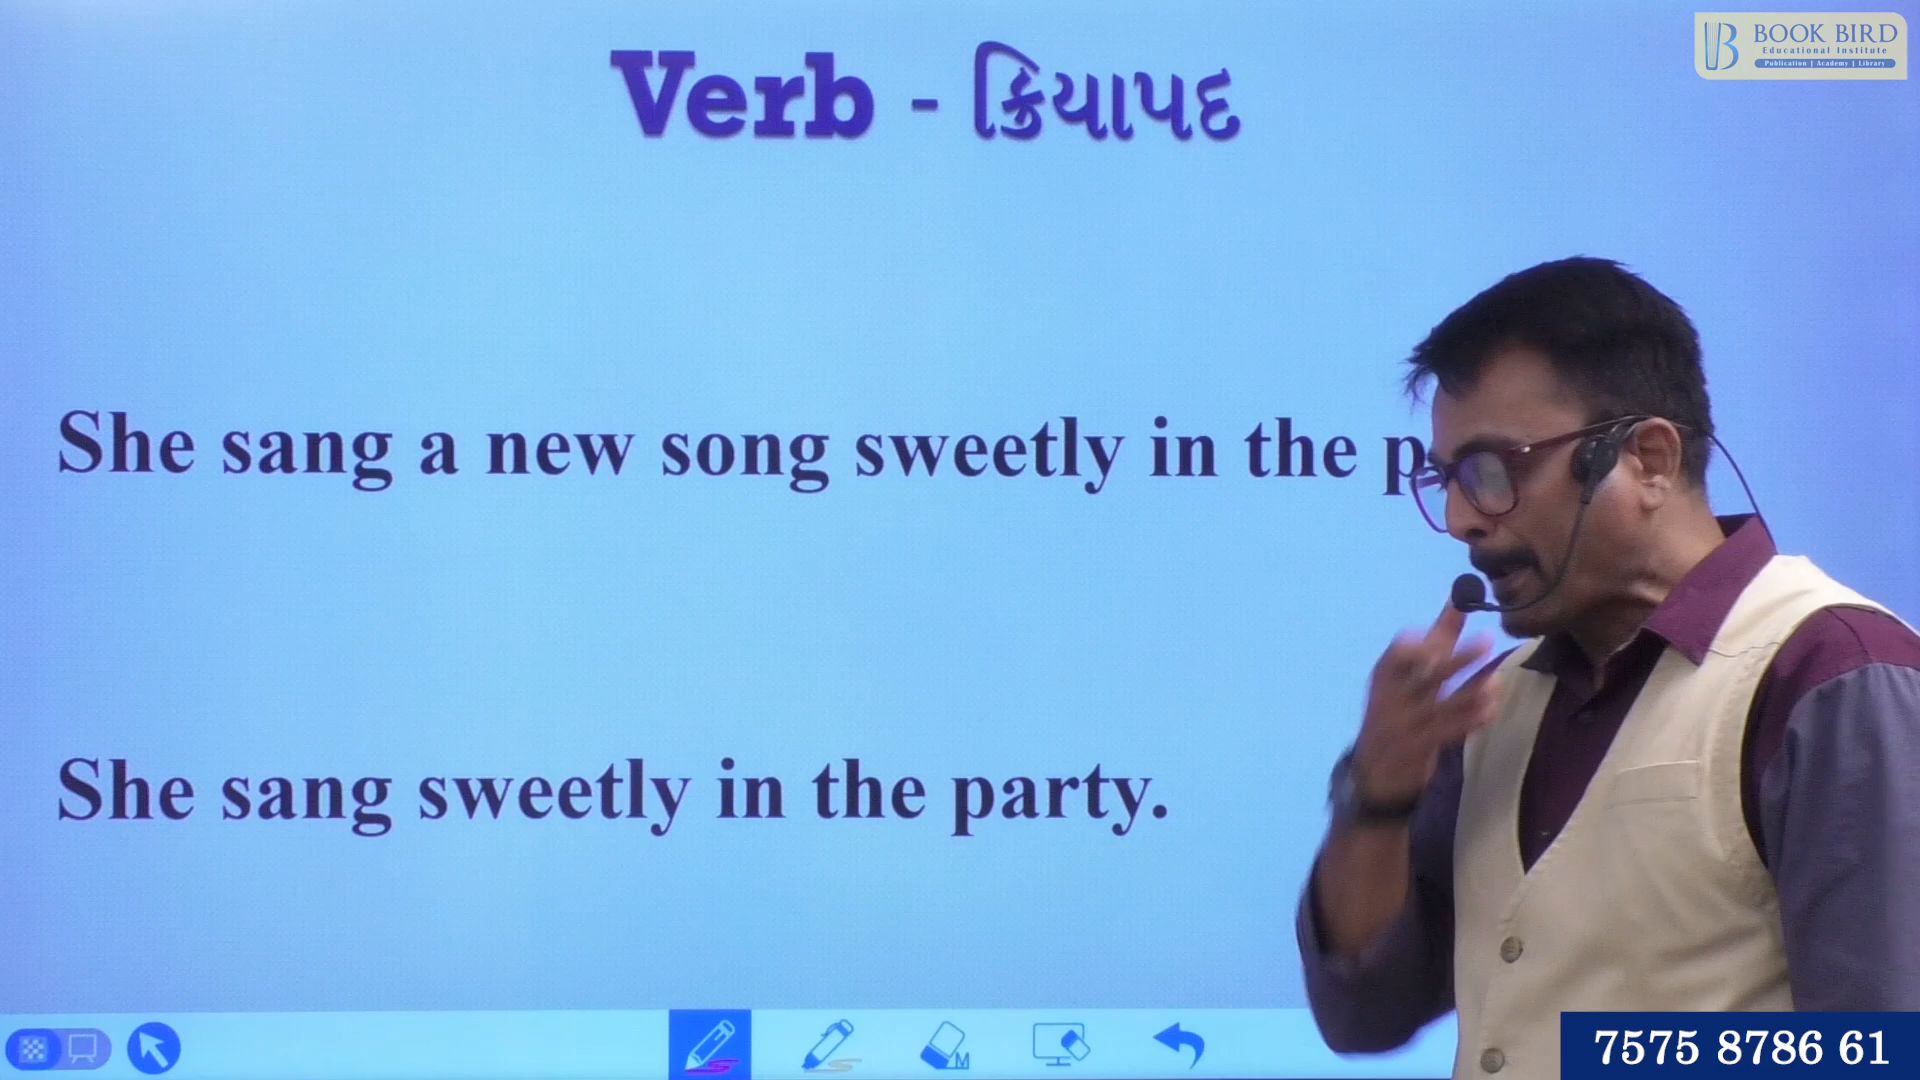 BOOK BIRD
Educational Institute
Publication | Academy | Library
Verb - ક્રિયાપદ
She sang a new song sweetly in the
She sang sweetly in the party.
M
7575 8786 61